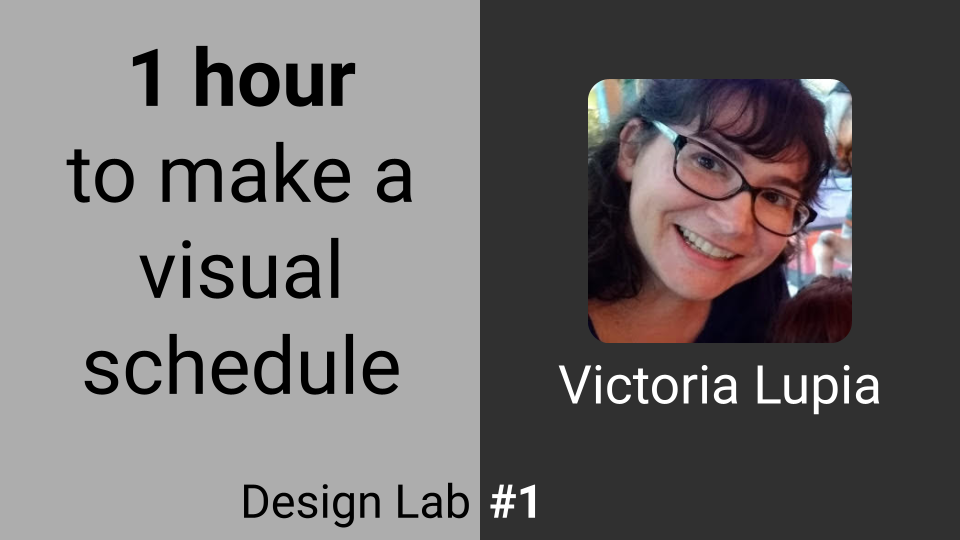 1 hour
to make a
visual
schedule
Victoria Lupia
Design Lab #1